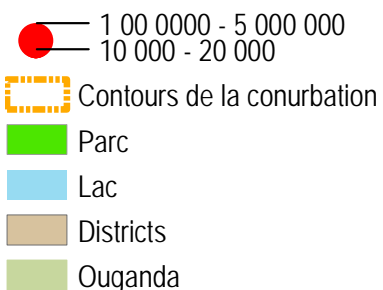 1 00 0000 - 5 000 000
10 000 - 20 000
Contours de la conurbation
Parc
Lac
Districts
Ouganda